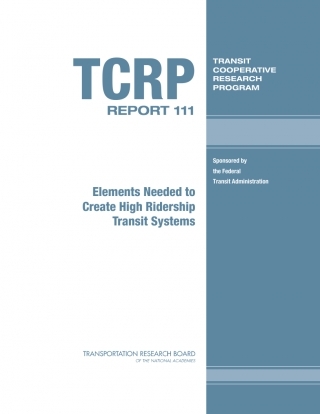 TCRP
REPORT 111
TRANSIT
COOPERATIVE
RESEARCH
PROGRAM
Sponsored by
the Federal
Transit Administration
Elements Needed to
Create High Ridership
Transit Systems
TRANSPORTATION RESEARCH BOARD
OF THE NATIONAL ACADEMIES